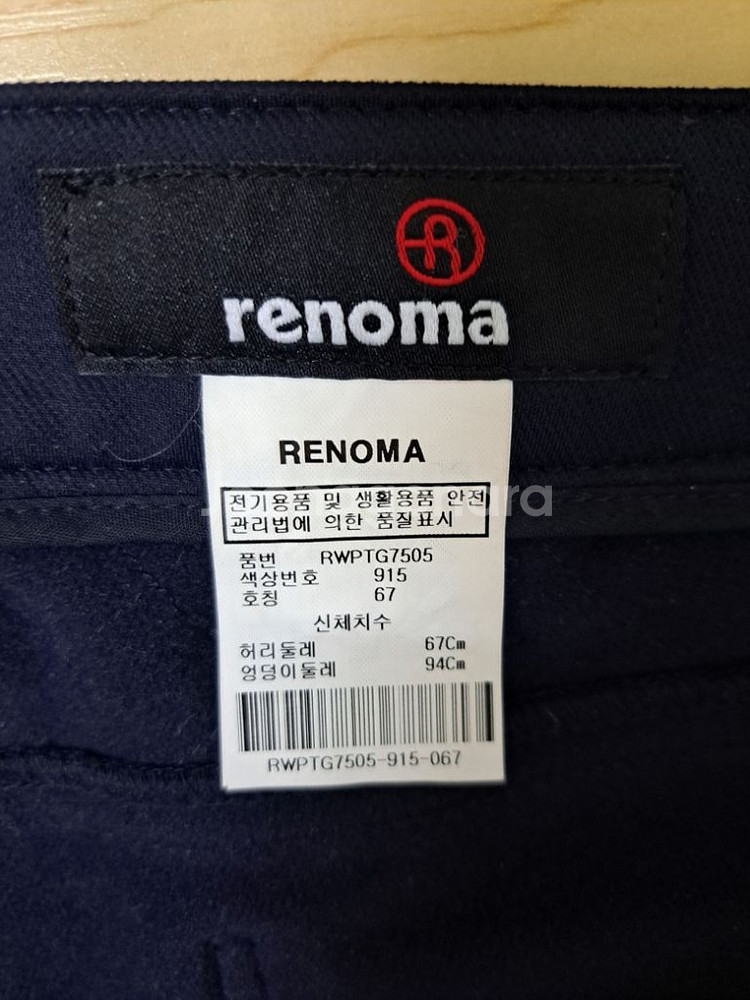 R
renoma
RENOMA
전기용품 및 생활용품 안전
관리법에 의한 품질표시
품번 RWPTG7505
색상번호 915
호칭 67
신체치수
허리둘레 67Cm
엉덩이둘레 94Cm
RWPTG7505-915-067